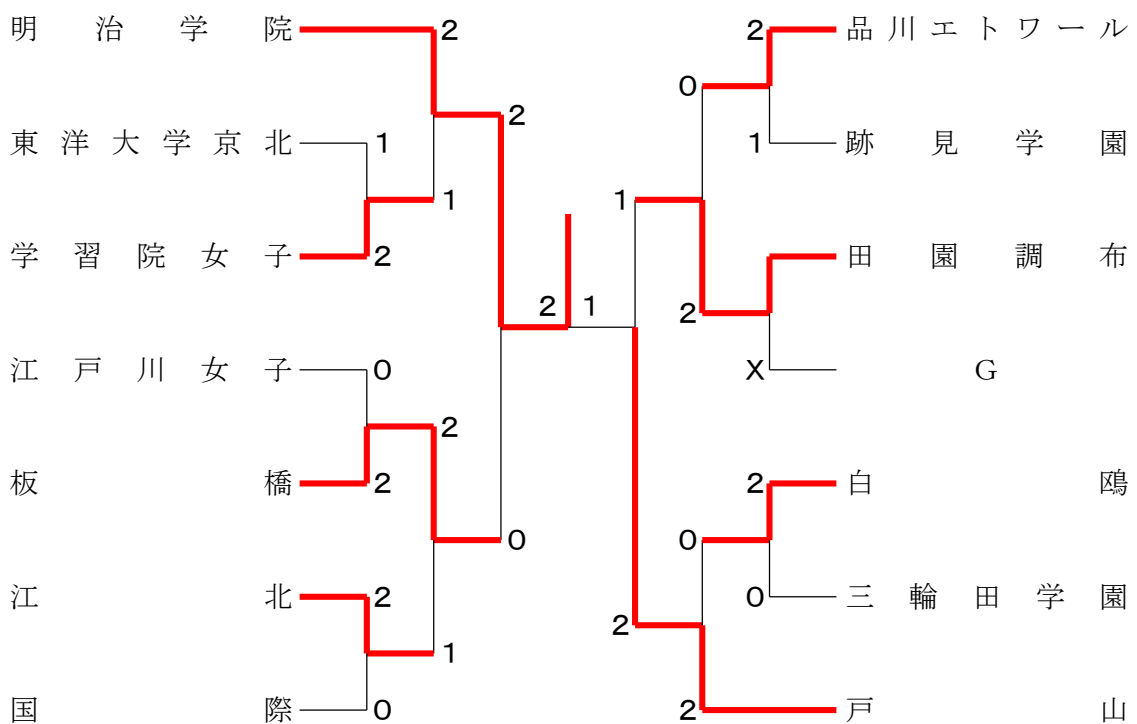 明治学院 2 2 品川エトワール
0
2
東洋大学京北 1 1 跡見学園
1 1
学習院女子 2 田園調布
2 1 2
江戸川女子 0 X G
2
板橋 2 2 白鴎
0 0
江北 2 0 三輪田学園
1 2
国際 0 2 戸山